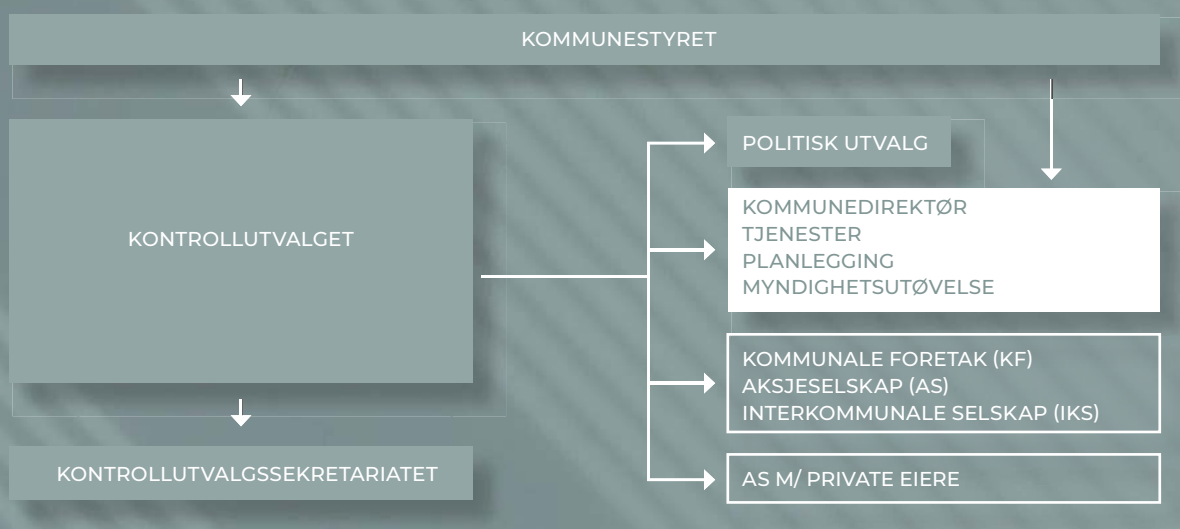 KOMMUNESTYRET
KONTROLLUTVALGET
KONTROLLUTVALGSSEKRETARIATET
POLITISK UTVALG
KOMMUNEDIREKTØR
TJENESTER
PLANLEGGING
MYNDIGHETSUTØVELSE
KOMMUNALE FORETAK (KF)
AKSJESELSKAP (AS)
INTERKOMMUNALE SELSKAP (IKS)
AS M/ PRIVATE EIERE